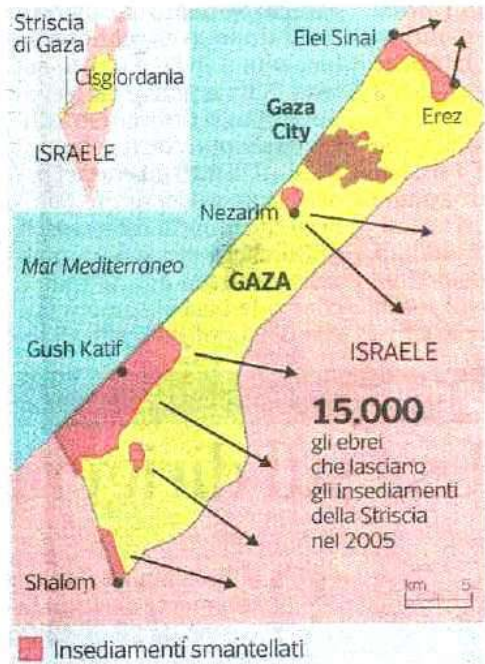 Striscia
di Gaza
Cisgiordania
ISRAELE
Elei Sinai
Erez
Gaza
City
Nezarim
Mar Mediterraneo
GAZA
Gush Katif
ISRAELE
15.000
gli ebrei
che lasciano
gli insediamenti
della Striscia
nel 2005
Shalom
km 5
Insediamenti smantellati